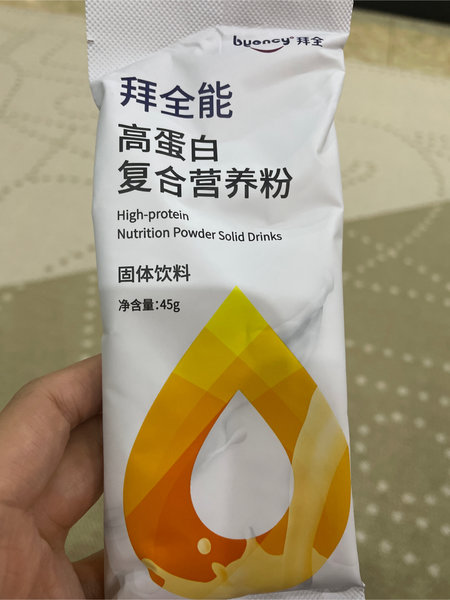 buoncy® 拜全
拜全能
高蛋白
复合营养粉
High-protein
Nutrition Powder Solid Drinks
固体饮料
净含量:45g